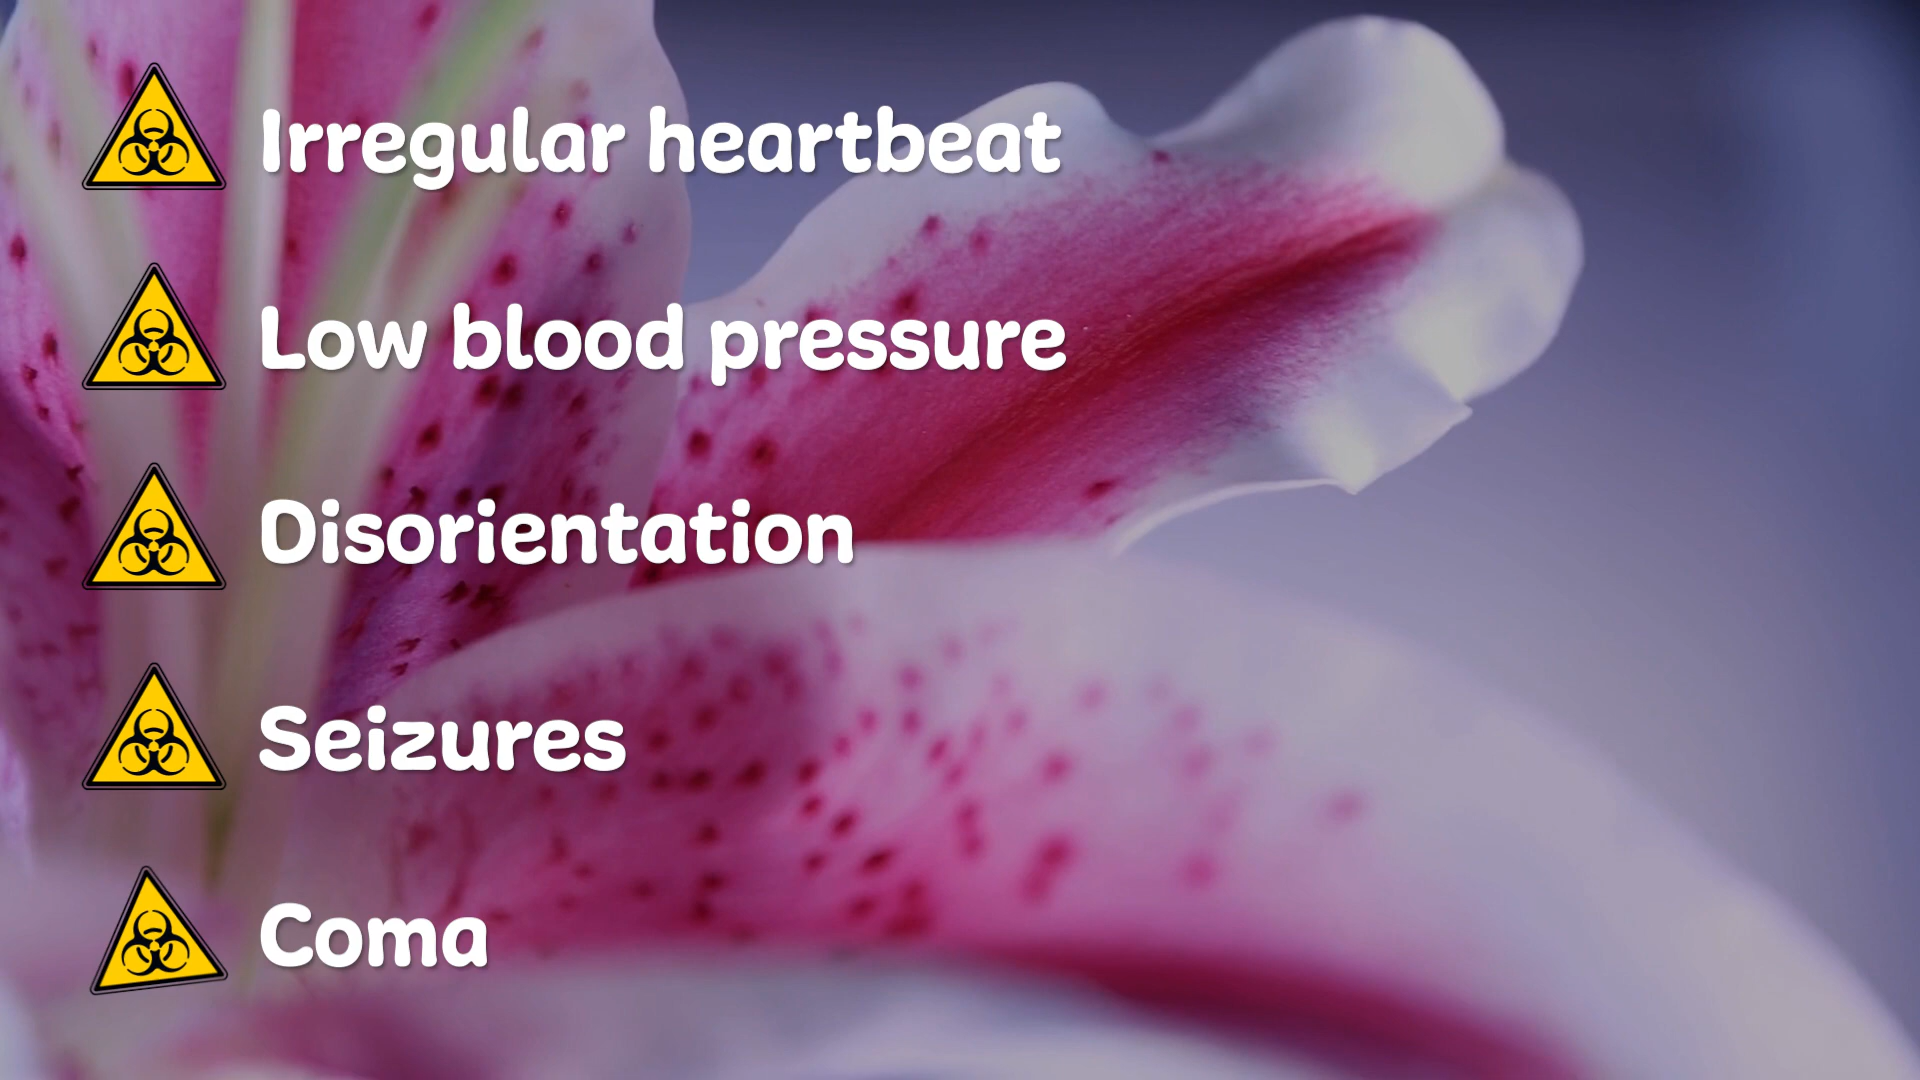 Irregular heartbeat
Low blood pressure
Disorientation
Seizures
Coma